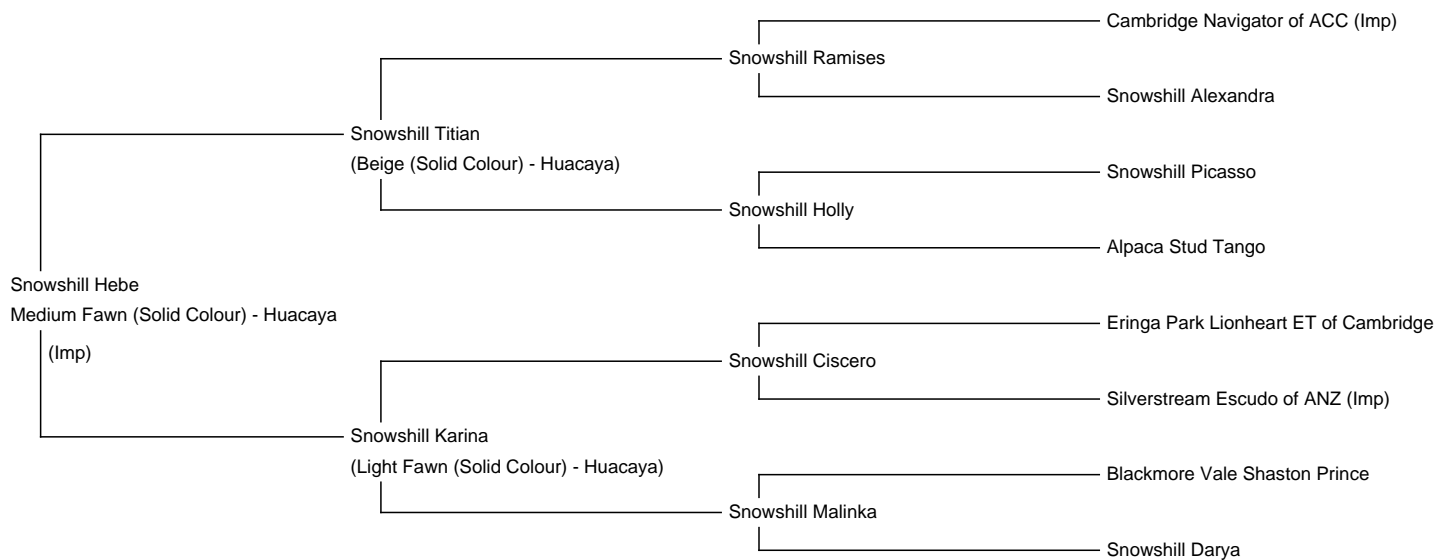 Cambridge Navigator of ACC (Imp)
Snowshill Ramises
Snowshill Alexandra
Snowshill Titian
(Beige (Solid Colour) - Huacaya)
Snowshill Picasso
Snowshill Holly
Alpaca Stud Tango
Snowshill Hebe
Medium Fawn (Solid Colour) - Huacaya
(Imp)
Eringa Park Lionheart ET of Cambridge
Snowshill Ciscero
Silverstream Escudo of ANZ (Imp)
Snowshill Karina
(Light Fawn (Solid Colour) - Huacaya)
Blackmore Vale Shaston Prince
Snowshill Malinka
Snowshill Darya